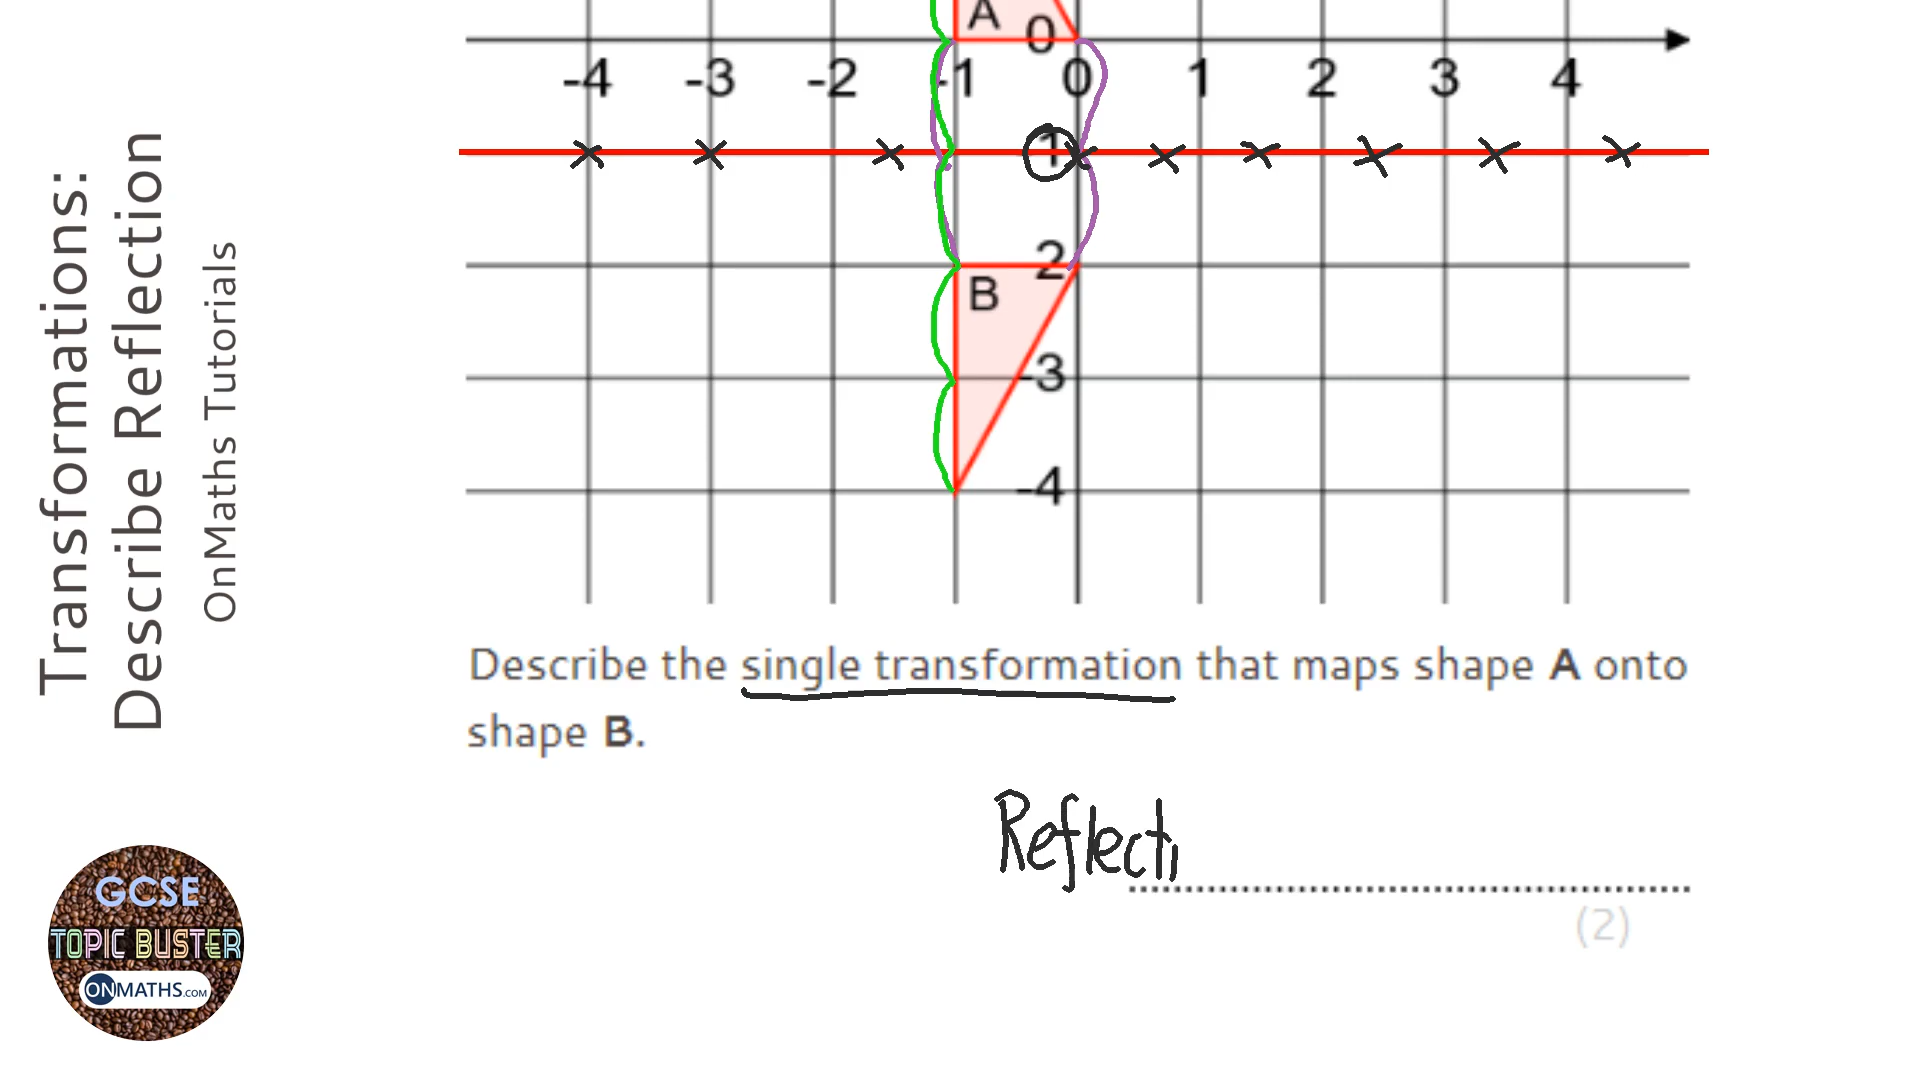 Transformations:
Describe Reflection
OnMaths Tutorials
A
0
-4 -3 -2 -1 0 1 2 3 4
1
2
B
-3
-4
Describe the single transformation that maps shape A onto
shape B.
Reflecti
(2)
GCSE
TOPIC BUSTER
ONMATHS.COM